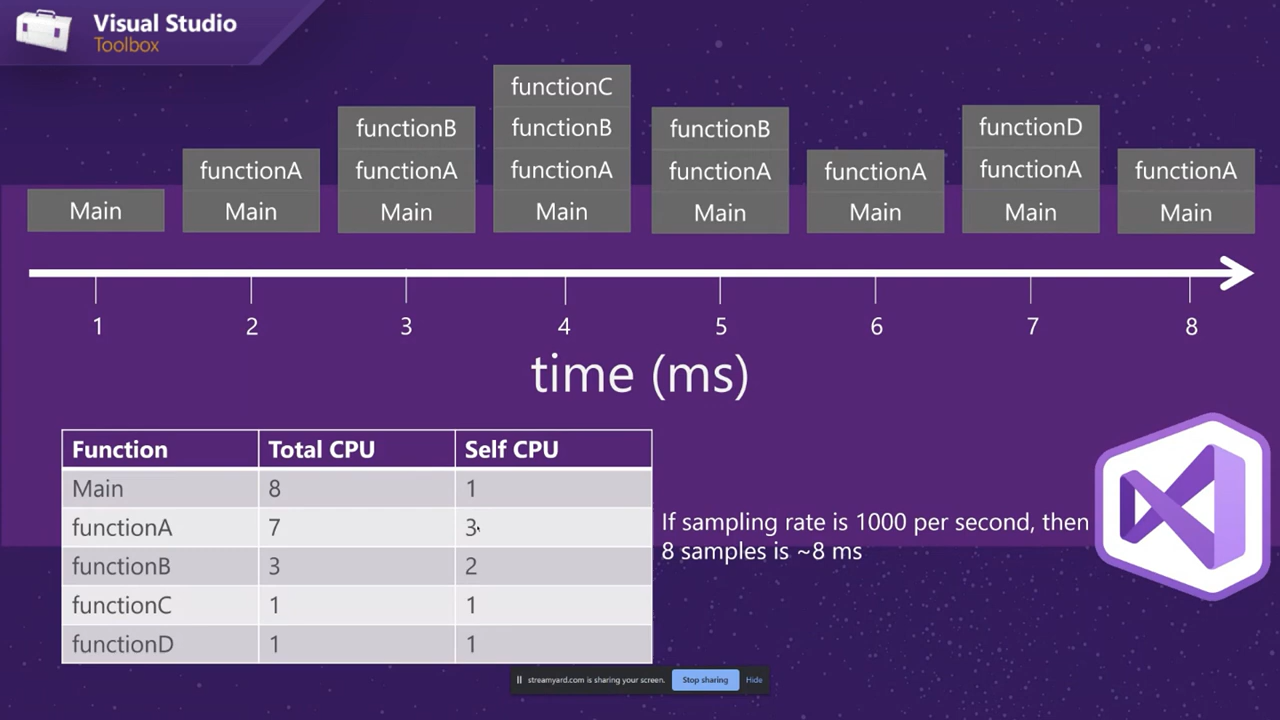 Visual Studio
Toolbox
functionC
functionB
functionB
functionB
functionD
functionA
functionA
functionA
functionA
functionA
functionA
functionA
Main
Main
Main
Main
Main
Main
Main
Main
1 2 3 4 5 6 7 8
time (ms)
Function Total CPU Self CPU
Main 8 1
functionA 7 3
functionB 3 2
functionC 1 1
functionD 1 1
If sampling rate is 1000 per second, then
8 samples is ~8 ms
streamyard.com is sharing your screen. Stop sharing Hide